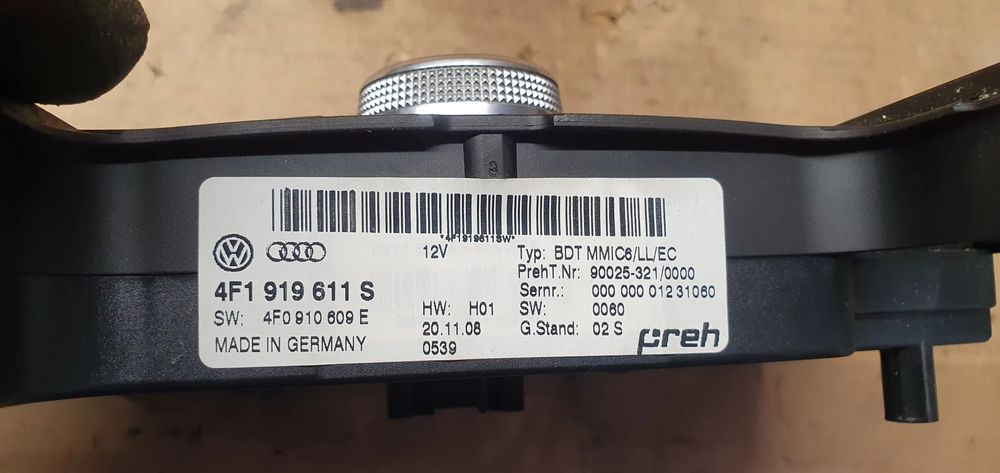 *4F1919611SW*
12V
Typ: BDT MMIC6/LL/EC
PrehT.Nr: 90025-321/0000
4F1 919 611 S
Sernr.: 000 000 012 31060
HW: H01
SW: 0060
SW: 4F0 910 609 E
20.11.08
G.Stand: 02 S
MADE IN GERMANY
0539
preh